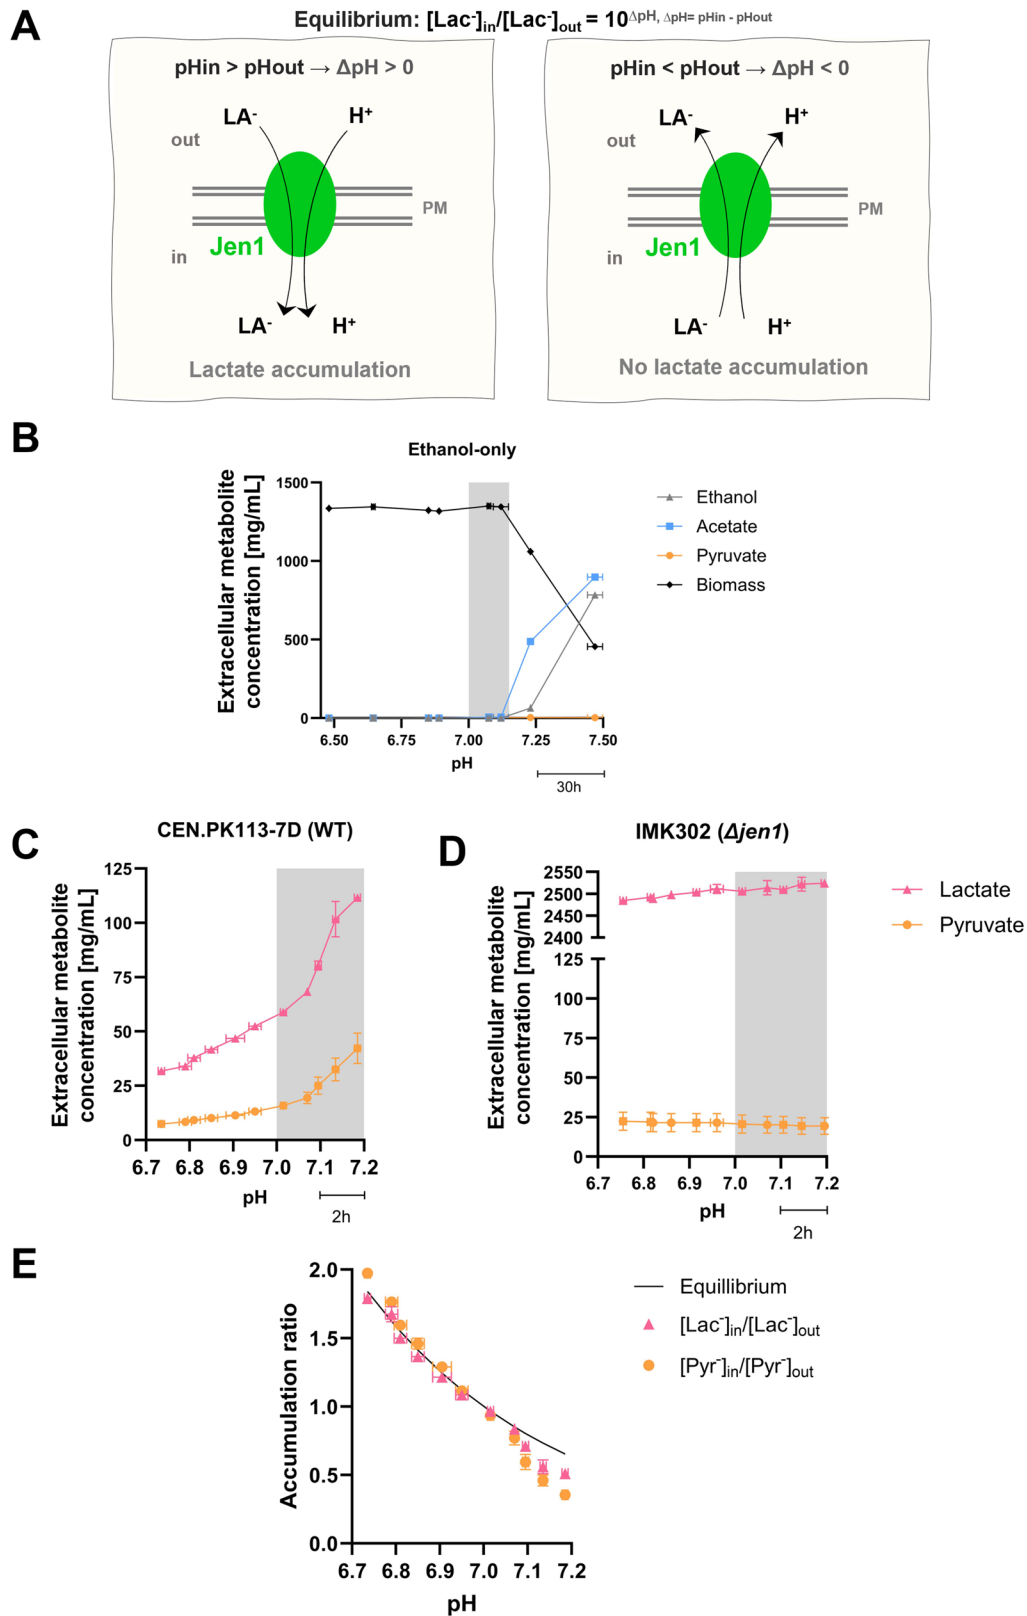 A
Equilibrium: [Lac⁻]in/[Lac⁻]out = 10^ΔpH, ΔpH= pHin - pHout
pHin > pHout → ΔpH > 0
LA⁻
H⁺
out
PM
Jen1
in
LA⁻
H⁺
Lactate accumulation
pHin < pHout → ΔpH < 0
LA⁻
H⁺
out
PM
Jen1
in
LA⁻
H⁺
No lactate accumulation
B
Ethanol-only
Extracellular metabolite
concentration [mg/mL]
1500
1000
500
0
6.50 6.75 7.00 7.25 7.50
pH
30h
Ethanol
Acetate
Pyruvate
Biomass
C
CEN.PK113-7D (WT)
Extracellular metabolite
concentration [mg/mL]
125
100
75
50
25
0
6.7 6.8 6.9 7.0 7.1 7.2
pH
2h
D
IMK302 (Δjen1)
Extracellular metabolite
concentration [mg/mL]
2550
2500
2450
2400
125
100
75
50
25
0
6.7 6.8 6.9 7.0 7.1 7.2
pH
2h
Lactate
Pyruvate
E
Accumulation ratio
2.0
1.5
1.0
0.5
0.0
6.7 6.8 6.9 7.0 7.1 7.2
pH
Equillibrium
[Lac⁻]in/[Lac⁻]out
[Pyr⁻]in/[Pyr⁻]out